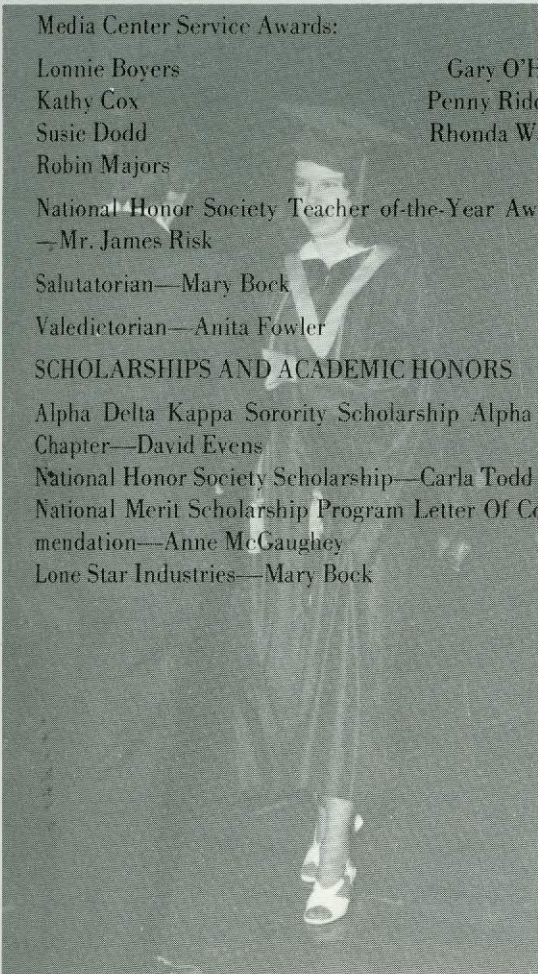 Media Center Service Awards:
Lonnie Boyers
Kathy Cox
Susie Dodd
Robin Majors
Gary
Penny
Rhonda
National Honor Society Teacher of-the-Year
—Mr. James Risk
Salutatorian—Mary Bock
Valedictorian—Anita Fowler
SCHOLARSHIPS AND ACADEMIC HONORS
Alpha Delta Kappa Sorority Scholarship Alpha
Chapter—David Evens
National Honor Society Scholarship—Carla Todd
National Merit Scholarship Program Letter Of
mendation—Anne McGaughey
Lone Star Industries—Mary Bock